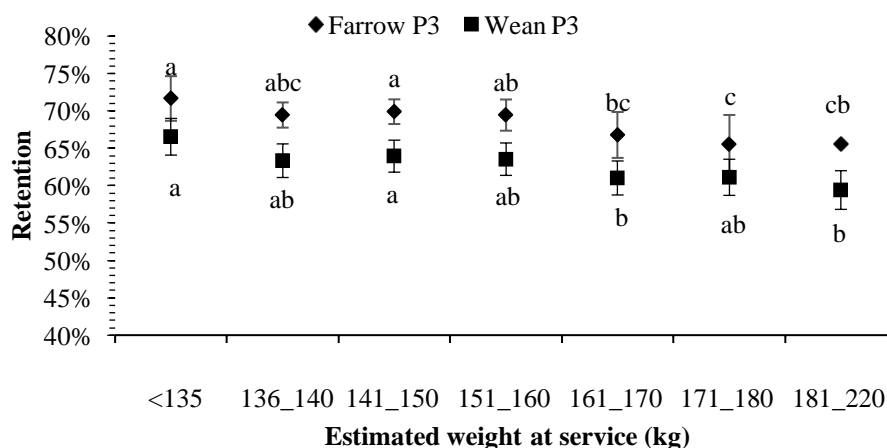 ◆ Farrow P3 ■ Wean P3
80%
75%
70%
65%
60%
55%
50%
45%
40%
Retention
a abc a ab bc c cb
a ab a ab b ab b
<135 136_140 141_150 151_160 161_170 171_180 181_220
Estimated weight at service (kg)